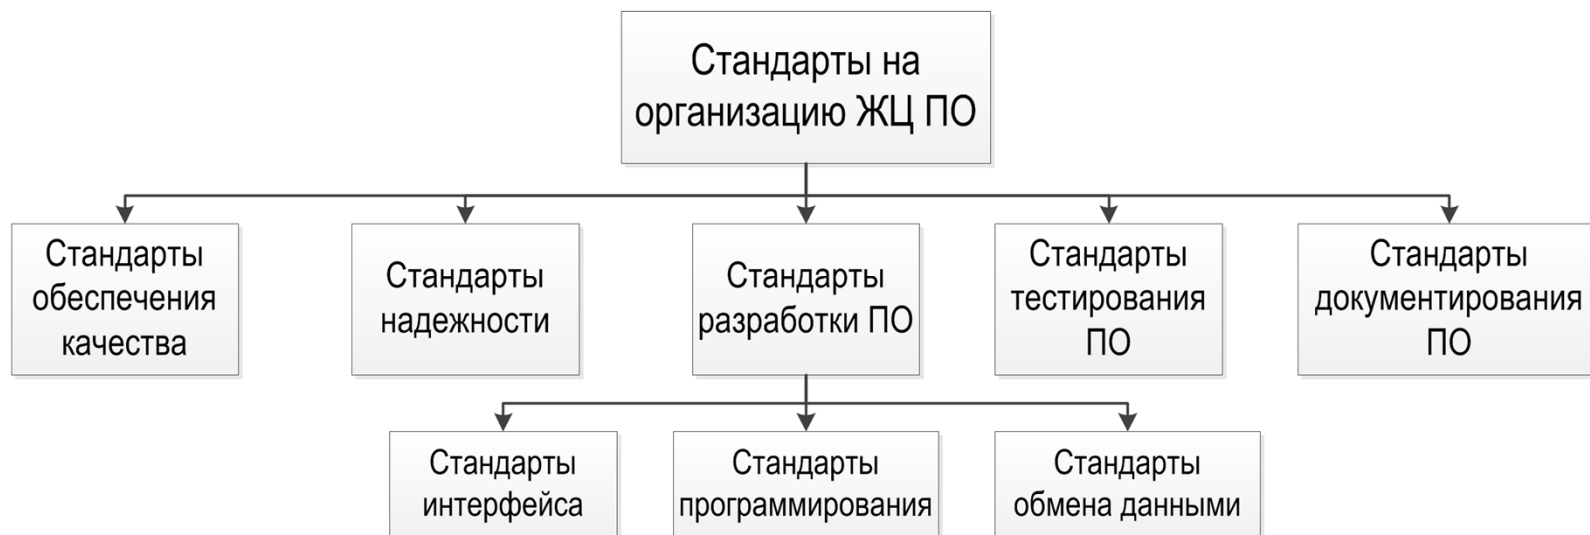 Стандарты на
организацию ЖЦ ПО
Стандарты
обеспечения
качества
Стандарты
надежности
Стандарты
разработки ПО
Стандарты
тестирования
ПО
Стандарты
документирования
ПО
Стандарты
интерфейса
Стандарты
программирования
Стандарты
обмена данными